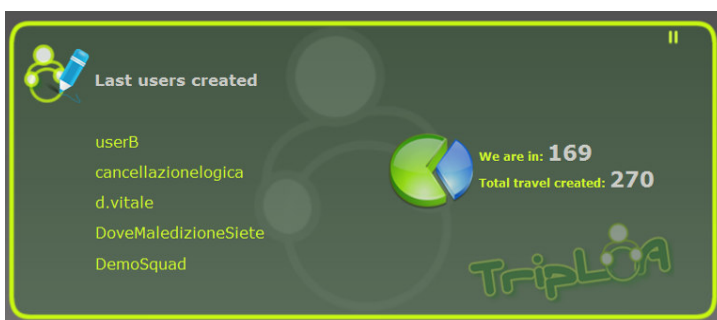 Last users created
userB
cancellazionelogica
d.vitale
DoveMaledizioneSiete
DemoSquad
We are in: 169
Total travel created: 270
TripLOA